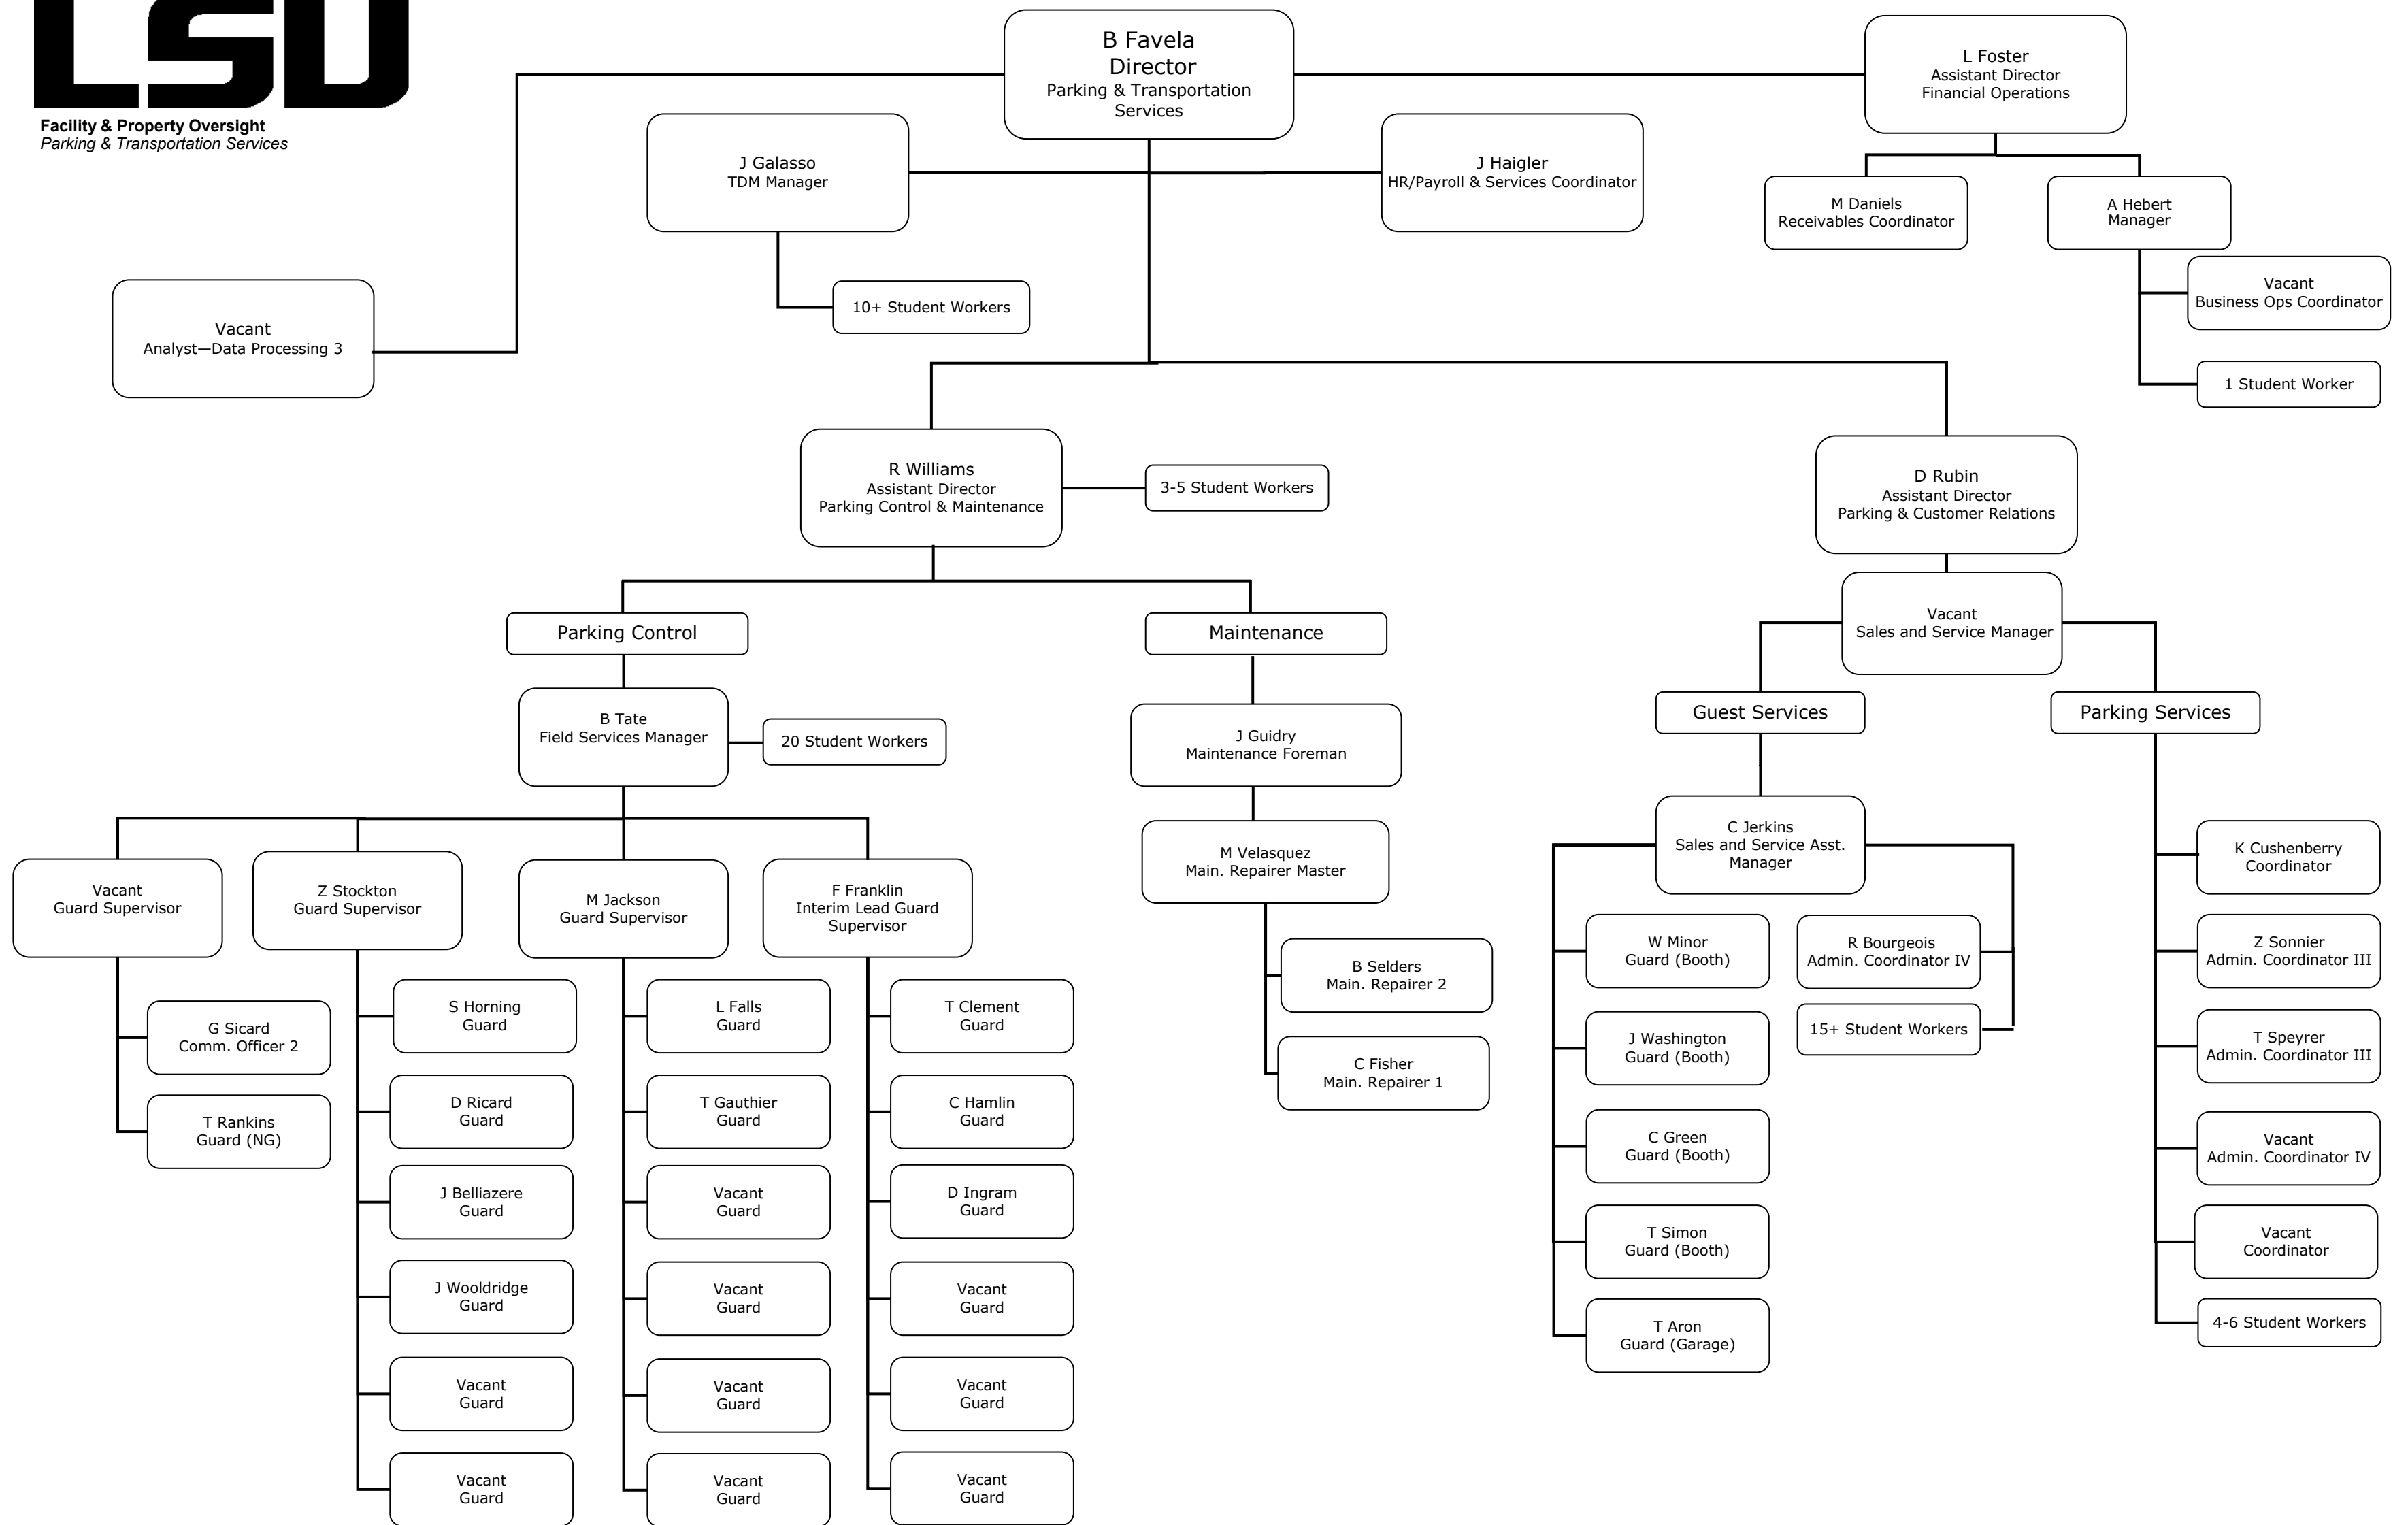 LSU
Facility & Property Oversight
Parking & Transportation Services
B Favela
Director
Parking & Transportation
Services
L Foster
Assistant Director
Financial Operations
J Galasso
TDM Manager
J Haigler
HR/Payroll & Services Coordinator
M Daniels
Receivables Coordinator
A Hebert
Manager
Vacant
Business Ops Coordinator
1 Student Worker
10+ Student Workers
Vacant
Analyst—Data Processing 3
R Williams
Assistant Director
Parking Control & Maintenance
3-5 Student Workers
D Rubin
Assistant Director
Parking & Customer Relations
Vacant
Sales and Service Manager
Parking Control
Maintenance
Guest Services
Parking Services
B Tate
Field Services Manager
20 Student Workers
J Guidry
Maintenance Foreman
M Velasquez
Main. Repairer Master
B Selders
Main. Repairer 2
C Fisher
Main. Repairer 1
Vacant
Guard Supervisor
G Sicard
Comm. Officer 2
T Rankins
Guard (NG)
Z Stockton
Guard Supervisor
S Horning
Guard
D Ricard
Guard
J Belliazere
Guard
J Wooldridge
Guard
Vacant
Guard
Vacant
Guard
M Jackson
Guard Supervisor
L Falls
Guard
T Gauthier
Guard
Vacant
Guard
Vacant
Guard
Vacant
Guard
Vacant
Guard
F Franklin
Interim Lead Guard
Supervisor
T Clement
Guard
C Hamlin
Guard
D Ingram
Guard
Vacant
Guard
Vacant
Guard
Vacant
Guard
C Jerkins
Sales and Service Asst.
Manager
W Minor
Guard (Booth)
J Washington
Guard (Booth)
C Green
Guard (Booth)
T Simon
Guard (Booth)
T Aron
Guard (Garage)
R Bourgeois
Admin. Coordinator IV
15+ Student Workers
K Cushenberry
Coordinator
Z Sonnier
Admin. Coordinator III
T Speyrer
Admin. Coordinator III
Vacant
Admin. Coordinator IV
Vacant
Coordinator
4-6 Student Workers